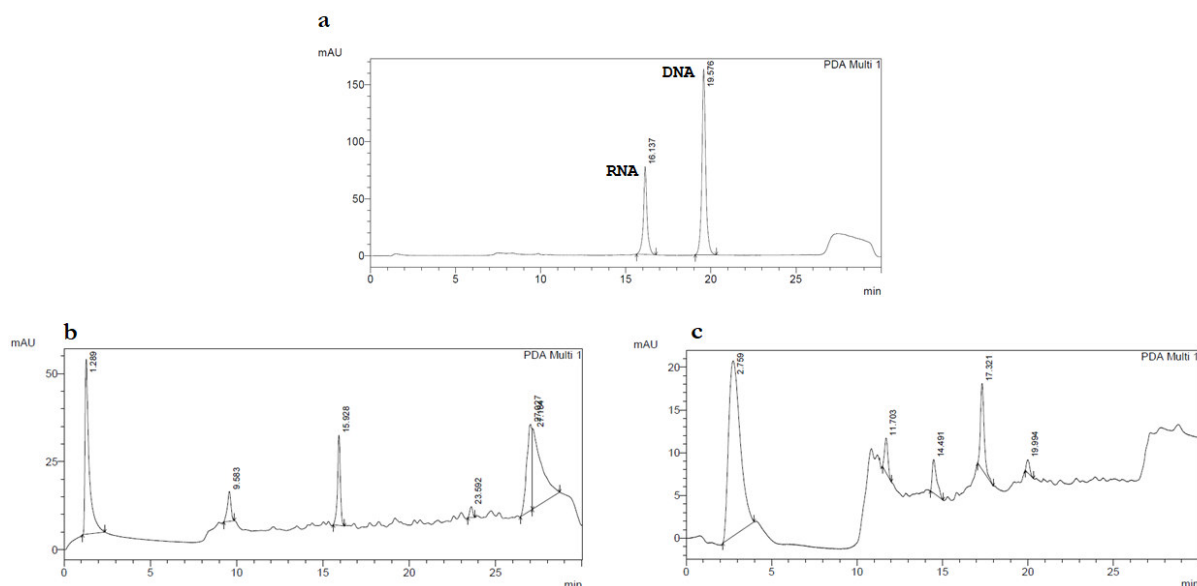 a
mAU
PDA Multi 1
DNA
19.576
16.137
RNA
150
100
50
0
0 5 10 15 20 25
min
b
mAU
PDA Multi 1
1.289
9.583
15.928
23.592
50
25
0
0 5 10 15 20 25
min
c
mAU
PDA Multi 1
2.759
11.703
14.491
17.321
19.994
20
15
10
5
0
0 5 10 15 20 25
min